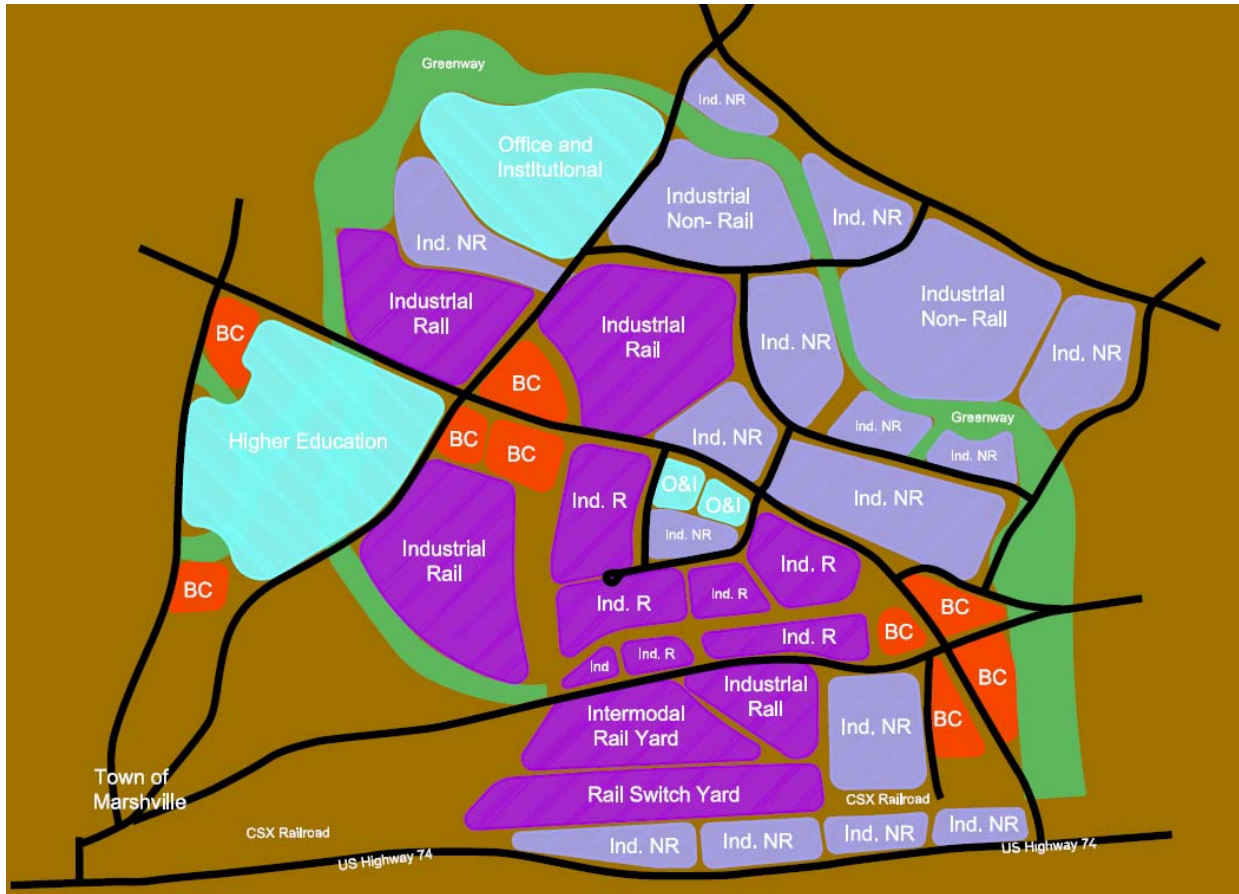 Greenway
Ind. NR
Office and
Institutional
Industrial
Non- Rail
Ind. NR
Ind. NR
Industrial
Rail
Industrial
Rail
Industrial
Non- Rail
BC
Ind. NR
Ind. NR
BC
Higher Education
BC
BC
Ind. NR
Ind. NR
Greenway
Ind. NR
O&I
O&I
Ind. R
Ind. NR
Ind. NR
Industrial
Rail
Ind. R
BC
Ind. R
Ind. R
BC
BC
Ind. R
Ind
Ind. R
BC
Industrial
Rail
Intermodal
Rail Yard
Ind. NR
BC
Town of
Marshville
Rail Switch Yard
CSX Railroad
CSX Railroad
Ind. NR
Ind. NR
Ind. NR
Ind. NR
US Highway 74
US Highway 74